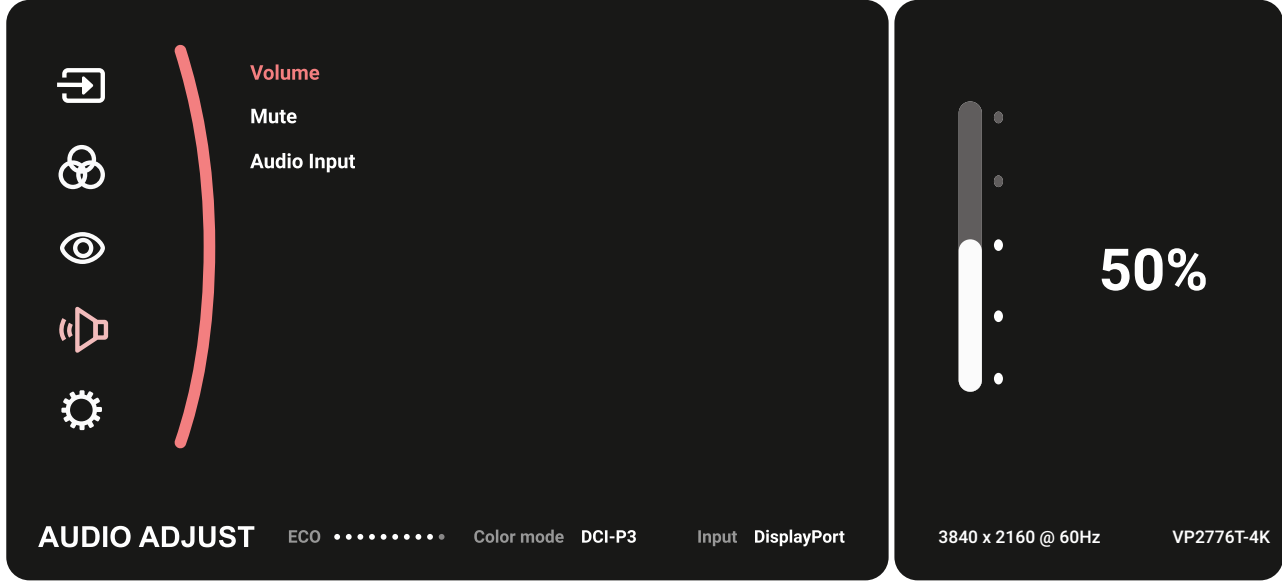 Volume
Mute
Audio Input
50%
AUDIO ADJUST ECO Color mode DCI-P3 Input DisplayPort 3840 x 2160 @ 60Hz VP2776T-4K